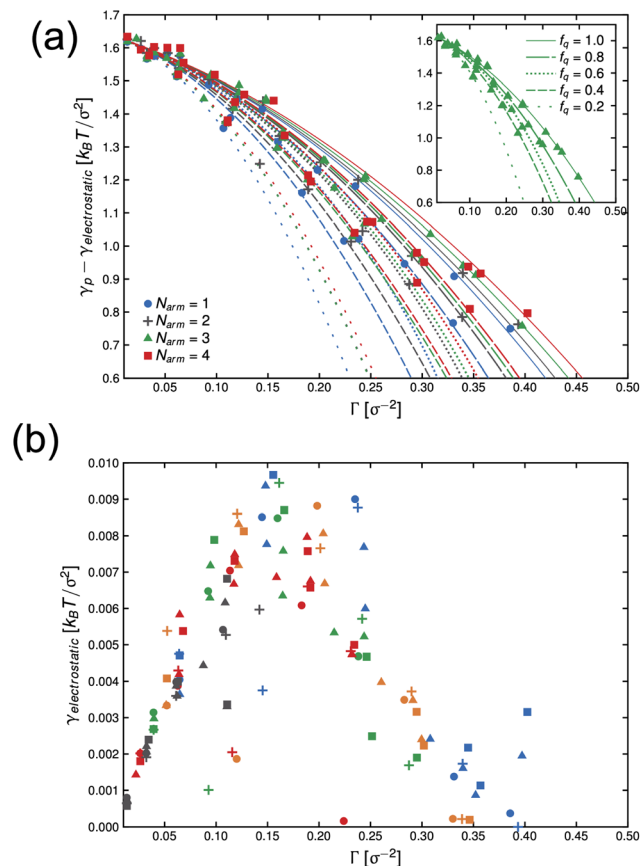 (a)
γp – γelectrostatic [kBT/σ²]
1.7
1.6
1.5
1.4
1.3
1.2
1.1
1.0
0.9
0.8
0.7
0.6
0.05 0.10 0.15 0.20 0.25 0.30 0.35 0.40 0.45 0.50
Γ [σ⁻²]
Narm = 1
Narm = 2
Narm = 3
Narm = 4
1.6
1.4
1.2
1.0
0.8
0.6
0.05 0.15 0.25 0.35 0.45
fq = 1.0
fq = 0.8
fq = 0.6
fq = 0.4
fq = 0.2
(b)
γelectrostatic [kBT/σ²]
0.010
0.009
0.008
0.007
0.006
0.005
0.004
0.003
0.002
0.001
0.000
0.05 0.10 0.15 0.20 0.25 0.30 0.35 0.40 0.45 0.50
Γ [σ⁻²]